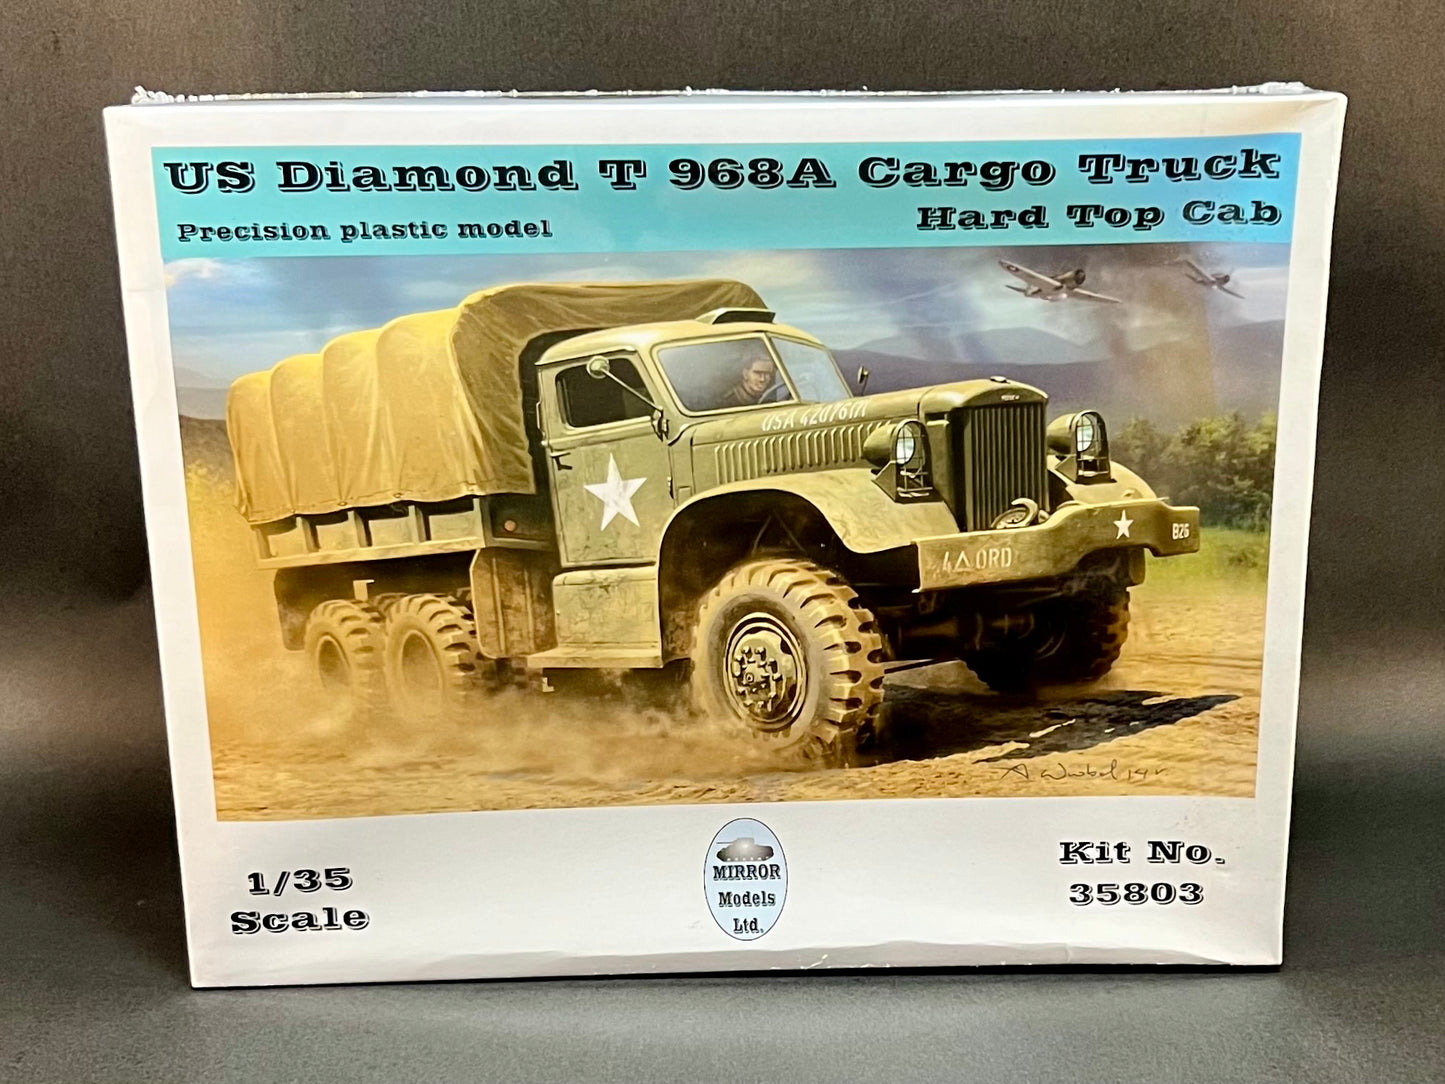 US Diamond T 968A Cargo Truck
Precision plastic model
Hard Top Cab
USA 420761A
4 △ ORD
B26
1/35
Scale
MIRROR
Models
Ltd.
Kit No.
35803